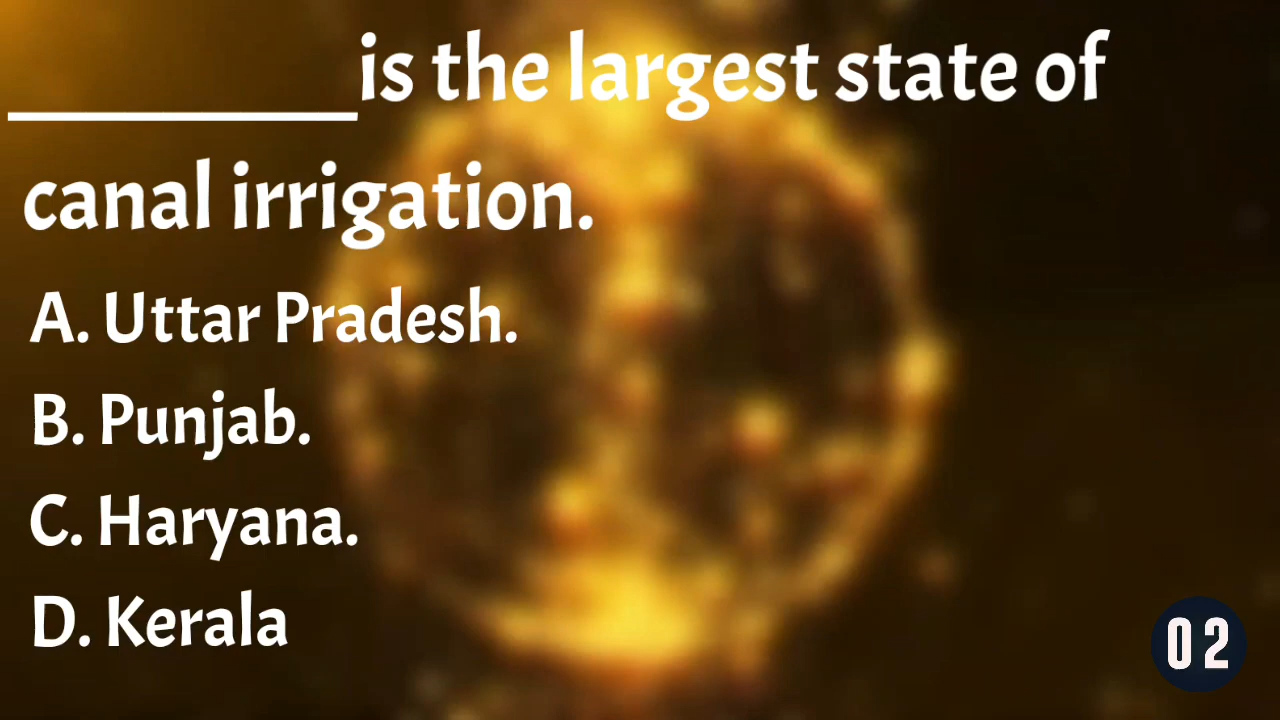 __________is the largest state of
canal irrigation.
A. Uttar Pradesh.
B. Punjab.
C. Haryana.
D. Kerala
02